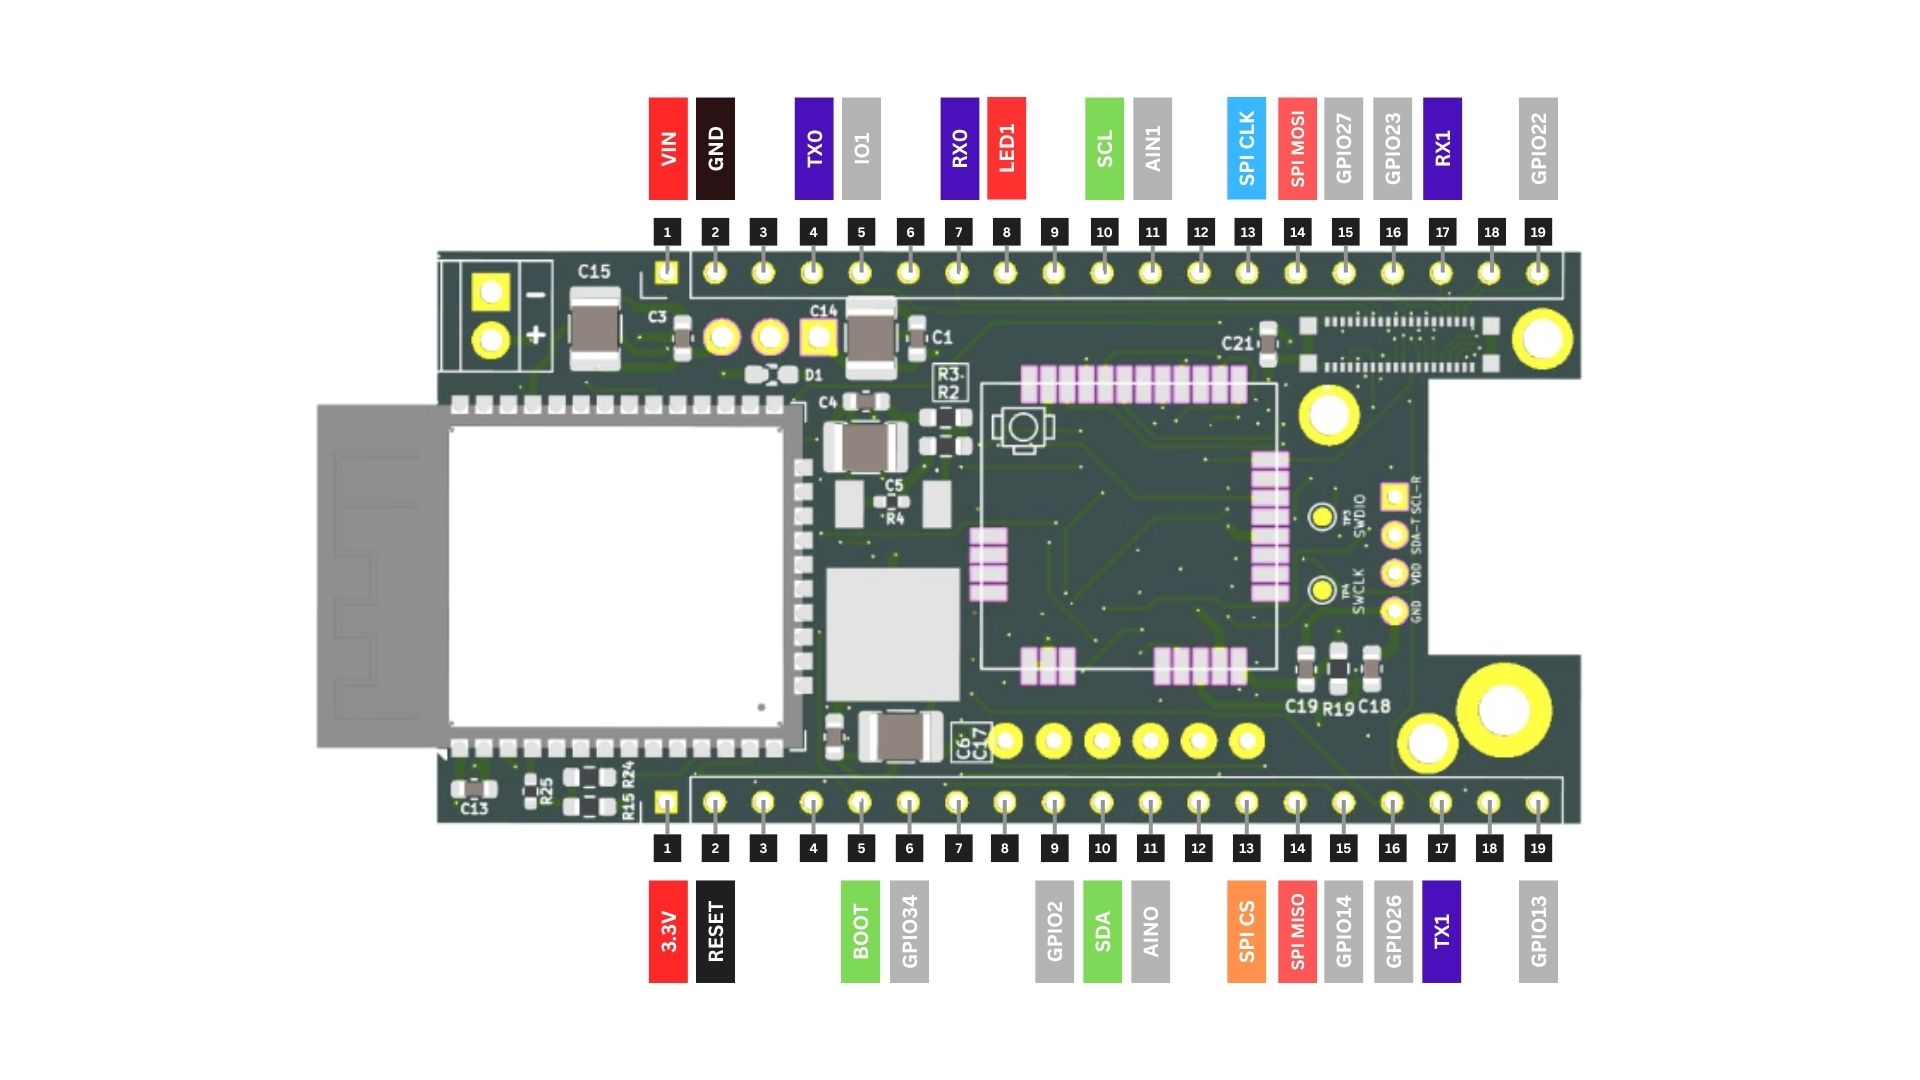 VIN GND TX0 IO1 RX0 LED1 SCL AIN1 SPI CLK SPI MOSI GPIO27 GPIO23 RX1 GPIO22
1 2 3 4 5 6 7 8 9 10 11 12 13 14 15 16 17 18 19
C15
−
+
C3
C14
C1
D1
C21
R3
R2
C4
C5
R4
TP3
SWDIO
TP4
SWCLK
SCL-R
SDA-T
VDD
GND
C19 R19 C18
C6
C17
C13
R25
R24
R15
1 2 3 4 5 6 7 8 9 10 11 12 13 14 15 16 17 18 19
3.3V RESET BOOT GPIO34 GPIO2 SDA AINO SPI CS SPI MISO GPIO14 GPIO26 TX1 GPIO13